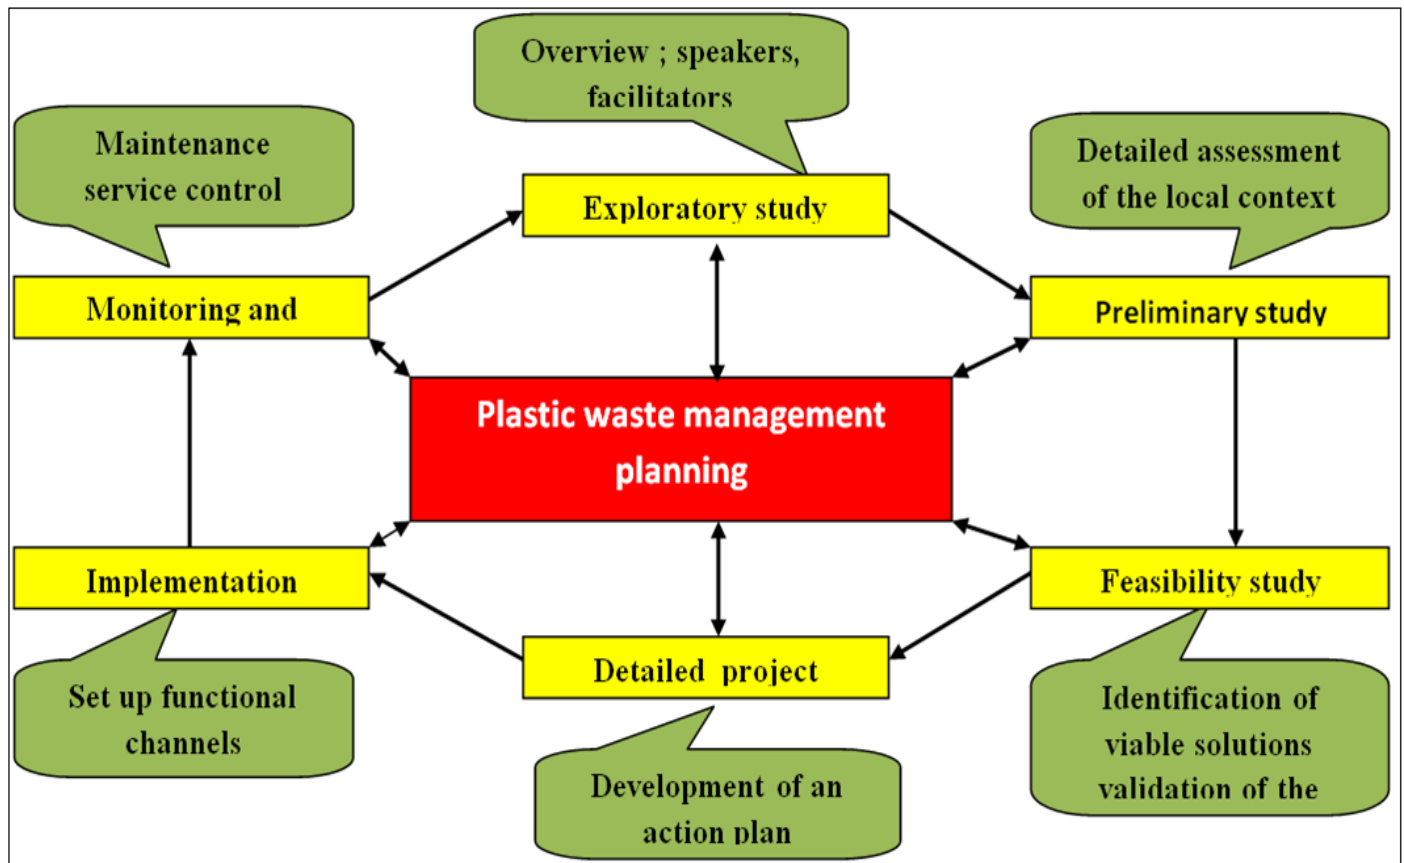 Overview ; speakers,
facilitators
Maintenance
service control
Detailed assessment
of the local context
Exploratory study
Monitoring and
Preliminary study
Plastic waste management
planning
Implementation
Feasibility study
Detailed project
Set up functional
channels
Identification of
viable solutions
validation of the
Development of an
action plan